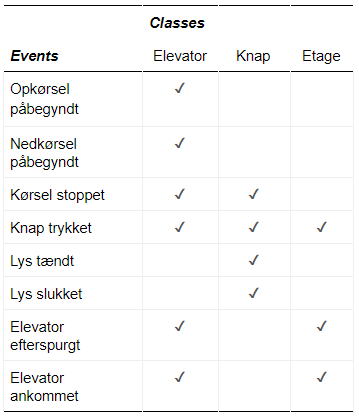 Classes
Events Elevator Knap Etage
Opkørsel
påbegyndt ✓
Nedkørsel
påbegyndt ✓
Kørsel stoppet ✓ ✓
Knap trykket ✓ ✓ ✓
Lys tændt ✓
Lys slukket ✓
Elevator
efterspurgt ✓ ✓
Elevator
ankommet ✓ ✓